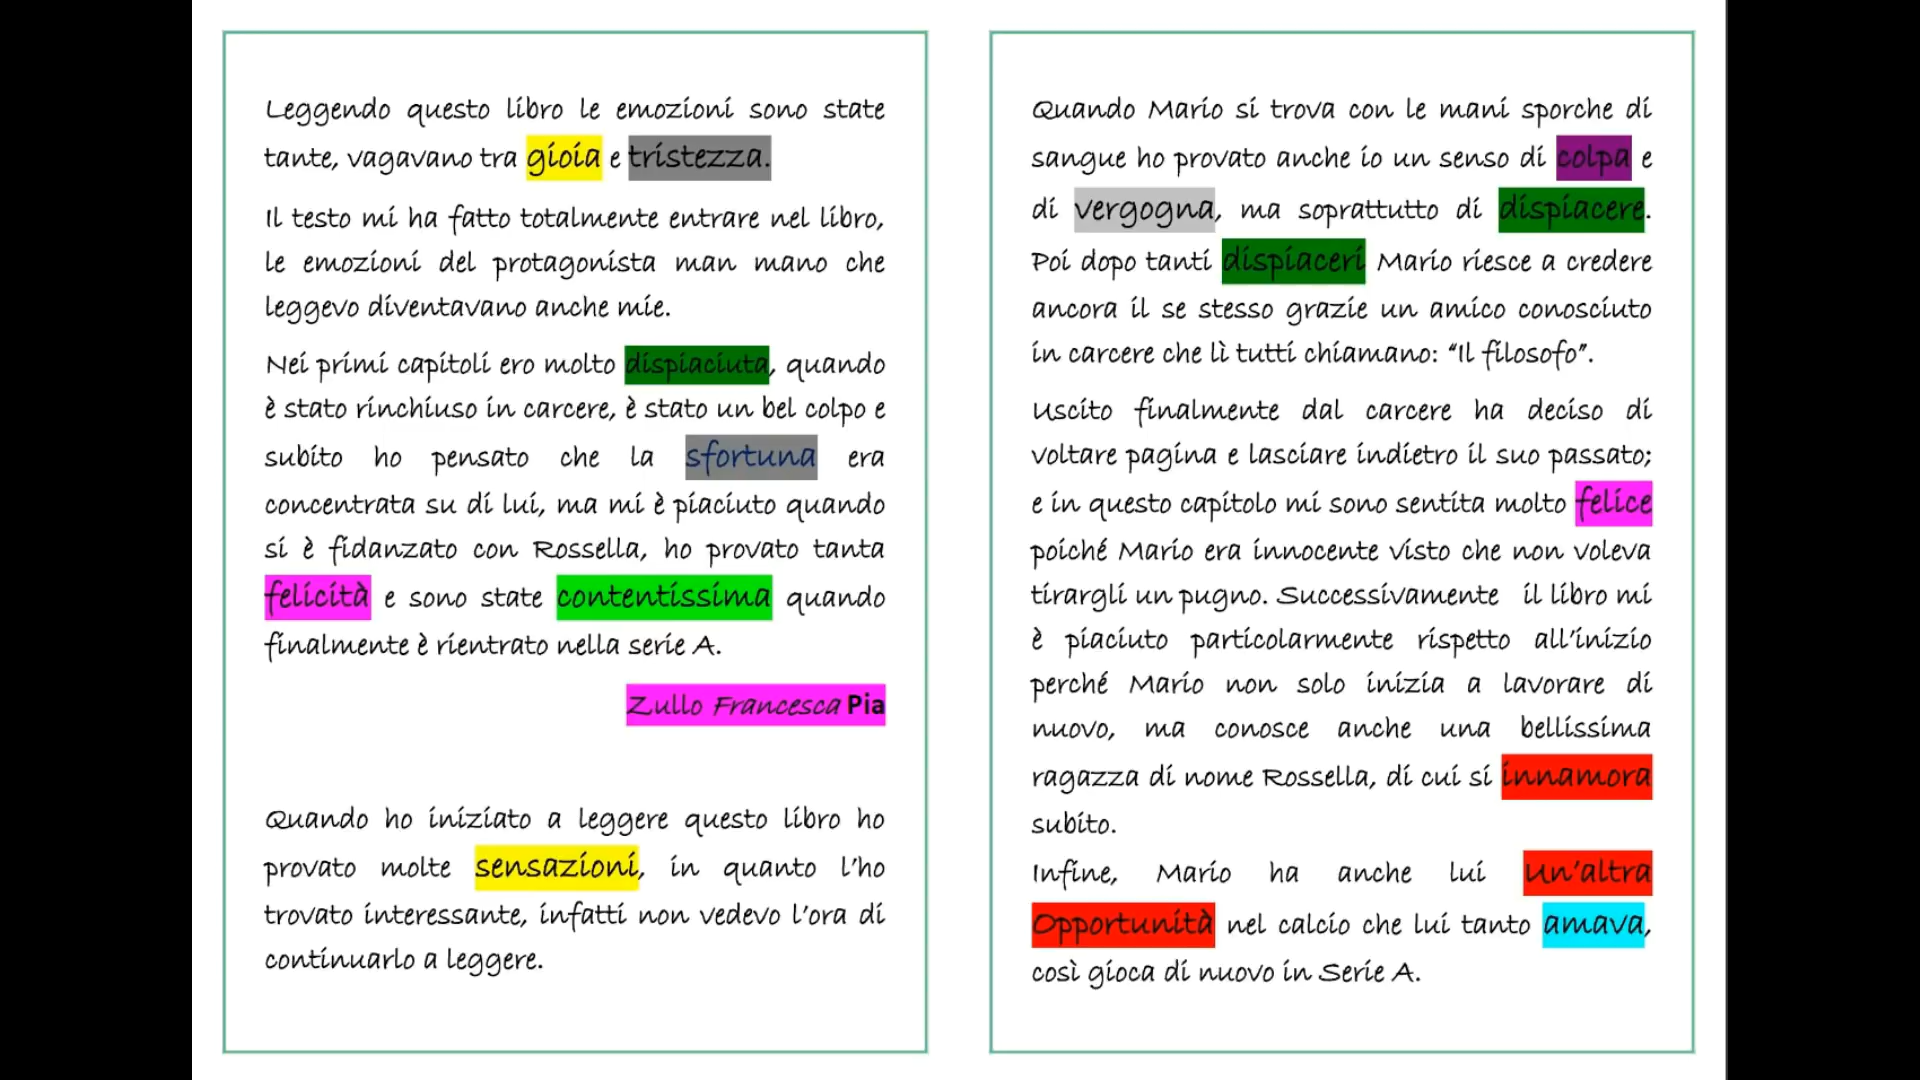 Leggendo questo libro le emozioni sono state
tante, vagavano tra gioia e tristezza.
Il testo mi ha fatto totalmente entrare nel libro,
le emozioni del protagonista man mano che
leggevo diventavano anche mie.
Nei primi capitoli ero molto dispiaciuta, quando
è stato rinchiuso in carcere, è stato un bel colpo e
subito ho pensato che la sfortuna era
concentrata su di lui, ma mi è piaciuto quando
si è fidanzato con Rossella, ho provato tanta
felicità e sono state contentissima quando
finalmente è rientrato nella serie A.
Zullo Francesca Pia
Quando ho iniziato a leggere questo libro ho
provato molte sensazioni, in quanto l'ho
trovato interessante, infatti non vedevo l'ora di
continuarlo a leggere.
Quando Mario si trova con le mani sporche di
sangue ho provato anche io un senso di colpa e
di vergogna, ma soprattutto di dispiacere.
Poi dopo tanti dispiaceri Mario riesce a credere
ancora il se stesso grazie un amico conosciuto
in carcere che lì tutti chiamano: “Il filosofo”.
Uscito finalmente dal carcere ha deciso di
voltare pagina e lasciare indietro il suo passato;
e in questo capitolo mi sono sentita molto felice
poiché Mario era innocente visto che non voleva
tirargli un pugno. Successivamente il libro mi
è piaciuto particolarmente rispetto all'inizio
perché Mario non solo inizia a lavorare di
nuovo, ma conosce anche una bellissima
ragazza di nome Rossella, di cui si innamora
subito.
Infine, Mario ha anche lui Un'altra
Opportunità nel calcio che lui tanto amava,
così gioca di nuovo in Serie A.